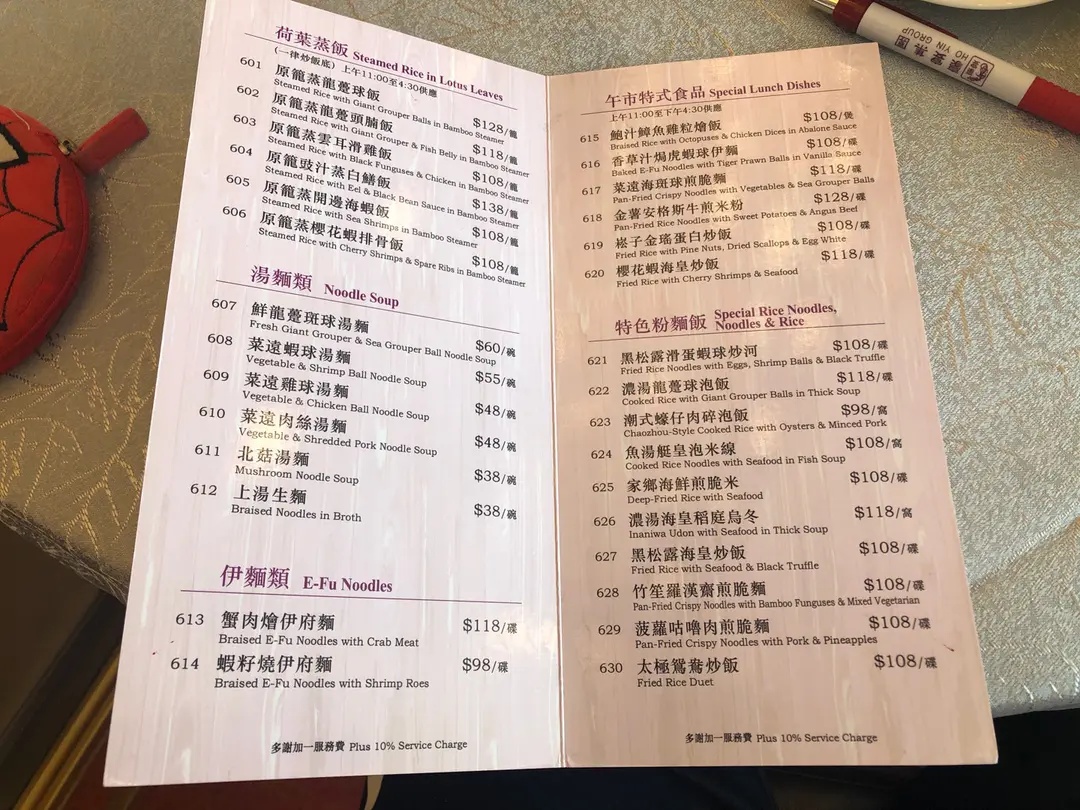 荷葉蒸飯 Steamed Rice in Lotus Leaves
(一律炒飯底) 上午11:00至4:30供應
601 原籠蒸龍躉球飯 $128/籠
Steamed Rice with Giant Grouper Balls in Bamboo Steamer
602 原籠蒸龍躉頭腩飯 $118/籠
Steamed Rice with Giant Grouper & Fish Belly in Bamboo Steamer
603 原籠蒸雲耳滑雞飯 $108/籠
Steamed Rice with Black Funguses & Chicken in Bamboo Steamer
604 原籠豉汁蒸白鱔飯 $138/籠
Steamed Rice with Eel & Black Bean Sauce in Bamboo Steamer
605 原籠蒸開邊海蝦飯 $108/籠
Steamed Rice with Sea Shrimps in Bamboo Steamer
606 原籠蒸櫻花蝦排骨飯 $108/籠
Steamed Rice with Cherry Shrimps & Spare Ribs in Bamboo Steamer
湯麵類 Noodle Soup
607 鮮龍躉斑球湯麵 $60/碗
Fresh Giant Grouper & Sea Grouper Ball Noodle Soup
608 菜遠蝦球湯麵 $55/碗
Vegetable & Shrimp Ball Noodle Soup
609 菜遠雞球湯麵 $48/碗
Vegetable & Chicken Ball Noodle Soup
610 菜遠肉絲湯麵 $48/碗
Vegetable & Shredded Pork Noodle Soup
611 北菇湯麵 $38/碗
Mushroom Noodle Soup
612 上湯生麵 $38/碗
Braised Noodles in Broth
伊麵類 E-Fu Noodles
613 蟹肉燴伊府麵 $118/碟
Braised E-Fu Noodles with Crab Meat
614 蝦籽燒伊府麵 $98/碟
Braised E-Fu Noodles with Shrimp Roes
多謝加一服務費 Plus 10% Service Charge
午市特式食品 Special Lunch Dishes
上午11:00至下午4:30供應
615 鮑汁鱆魚雞粒燴飯 $108/煲
Braised Rice with Octopuses & Chicken Dices in Abalone Sauce
616 香草汁焗虎蝦球伊麵 $108/碟
Baked E-Fu Noodles with Tiger Prawn Balls in Vanilla Sauce
617 菜遠海斑球煎脆麵 $118/碟
Pan-Fried Crispy Noodles with Vegetables & Sea Grouper Balls
618 金薯安格斯牛煎米粉 $128/碟
Pan-Fried Rice Noodles with Sweet Potatoes & Angus Beef
619 崧子金瑤蛋白炒飯 $108/碟
Fried Rice with Pine Nuts, Dried Scallops & Egg White
620 櫻花蝦海皇炒飯 $118/碟
Fried Rice with Cherry Shrimps & Seafood
特色粉麵飯 Special Rice Noodles, Noodles & Rice
621 黑松露滑蛋蝦球炒河 $108/碟
Fried Rice Noodles with Eggs, Shrimp Balls & Black Truffle
622 濃湯龍躉球泡飯 $118/碟
Cooked Rice with Giant Grouper Balls in Thick Soup
623 潮式蠔仔肉碎泡飯 $98/窩
Chaozhou-Style Cooked Rice with Oysters & Minced Pork
624 魚湯艇皇泡米線 $108/窩
Cooked Rice Noodles with Seafood in Fish Soup
625 家鄉海鮮煎脆米 $108/碟
Deep-Fried Rice with Seafood
626 濃湯海皇稻庭烏冬 $118/窩
Inaniwa Udon with Seafood in Thick Soup
627 黑松露海皇炒飯 $108/碟
Fried Rice with Seafood & Black Truffle
628 竹笙羅漢齋煎脆麵 $108/碟
Pan-Fried Crispy Noodles with Bamboo Funguses & Mixed Vegetarian
629 菠蘿咕嚕肉煎脆麵 $108/碟
Pan-Fried Crispy Noodles with Pork & Pineapples
630 太極鴛鴦炒飯 $108/碟
Fried Rice Duet
多謝加一服務費 Plus 10% Service Charge
HO YIN GROUP